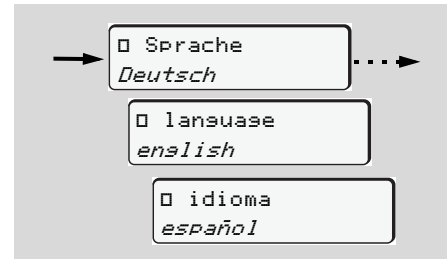 □ Sprache
Deutsch
□ language
english
□ idioma
español